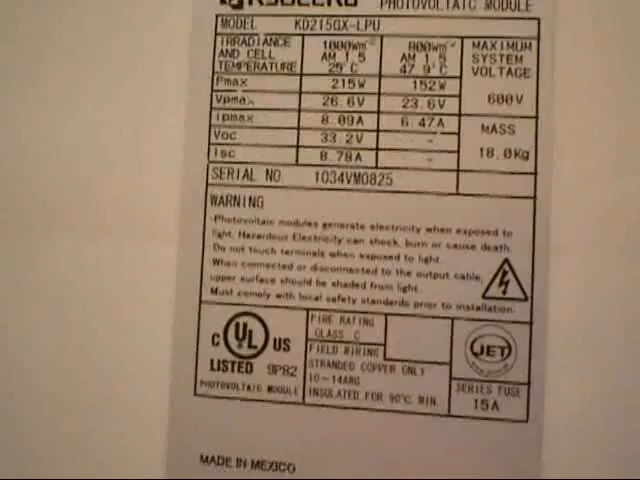 KYOCERA PHOTOVOLTAIC MODULE
MODEL KD215GX-LPU
IRRADIANCE AND CELL TEMPERATURE
1000Wm⁻² AM 1.5 25°C
800Wm⁻² AM 1.5 47.9°C
MAXIMUM SYSTEM VOLTAGE
600V
Pmax 215W 152W
Vpmax 26.6V 23.6V
Ipmax 8.09A 6.47A
Voc 33.2V -
Isc 8.78A -
MASS
18.0Kg
SERIAL NO. 1034VM0825
WARNING
·Photovoltaic modules generate electricity when exposed to
light. Hazardous Electricity can shock, burn or cause death.
·Do not touch terminals when exposed to light.
·When connected or disconnected to the output cable,
upper surface should be shaded from light.
·Must comply with local safety standards prior to installation.
C UL US
LISTED 9P82
PHOTOVOLTAIC MODULE
FIRE RATING
CLASS C
FIELD WIRING
STRANDED COPPER ONLY
10-14AWG
INSULATED FOR 90°C MIN.
JET
SERIES FUSE
15A
MADE IN MEXICO